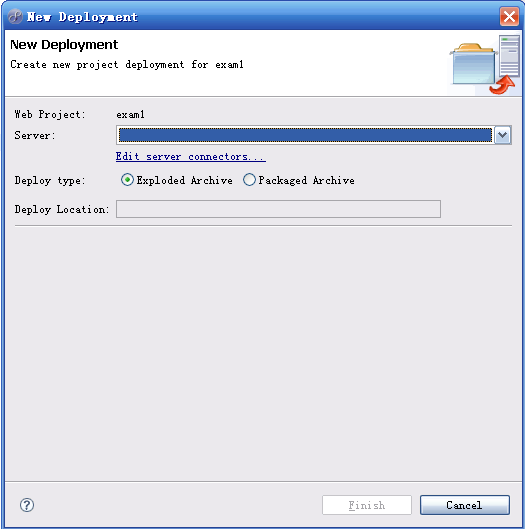 New Deployment
New Deployment
Create new project deployment for exam1
Web Project: exam1
Server:
Edit server connectors...
Deploy type: Exploded Archive Packaged Archive
Deploy Location:
? Finish Cancel